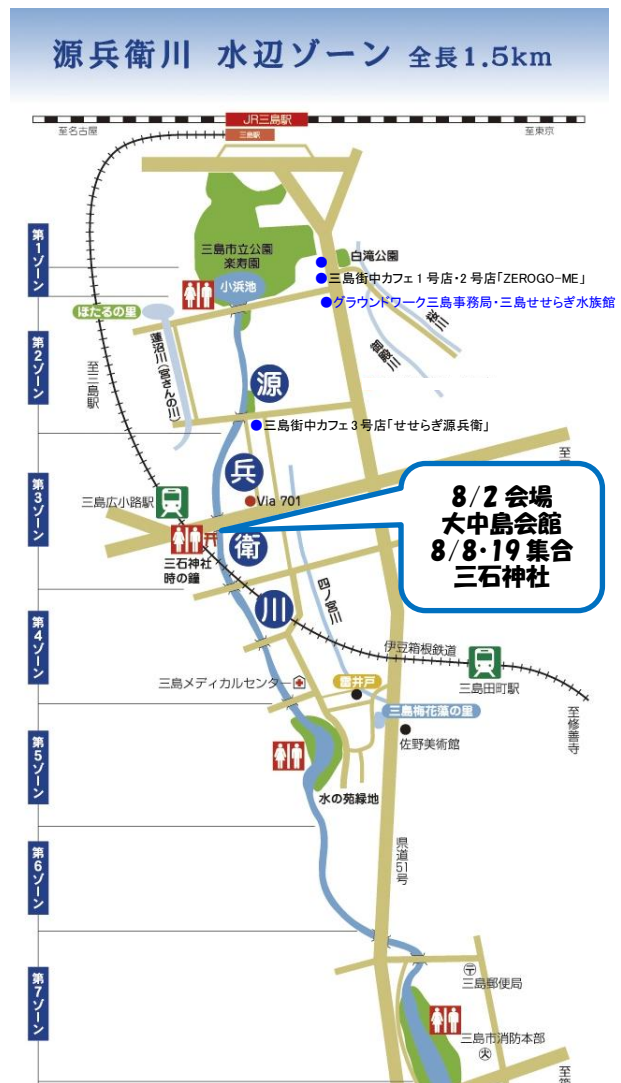 源兵衛川 水辺ゾーン 全長1.5km
JR三島駅
三島駅
至名古屋
至東京
第1ゾーン
三島市立公園
楽寿園
小浜池
白滝公園
三島街中カフェ1号店・2号店「ZEROGO-ME」
グラウンドワーク三島事務局・三島せせらぎ水族館
桜川
御殿川
ほたるの里
蓮沼川(宮さんの川)
第2ゾーン
至三島駅
源
三島街中カフェ3号店「せせらぎ源兵衛」
兵
第3ゾーン
三島広小路駅
Via 701
至
衛
三石神社
時の鐘
8/2 会場
大中島会館
8/8・19 集合
三石神社
川
四ノ宮川
第4ゾーン
伊豆箱根鉄道
三島田町駅
至修善寺
三島メディカルセンター
雷井戸
三島梅花藻の里
佐野美術館
第5ゾーン
水の苑緑地
県道51号
第6ゾーン
第7ゾーン
〒
三島郵便局
三島市消防本部
火
至